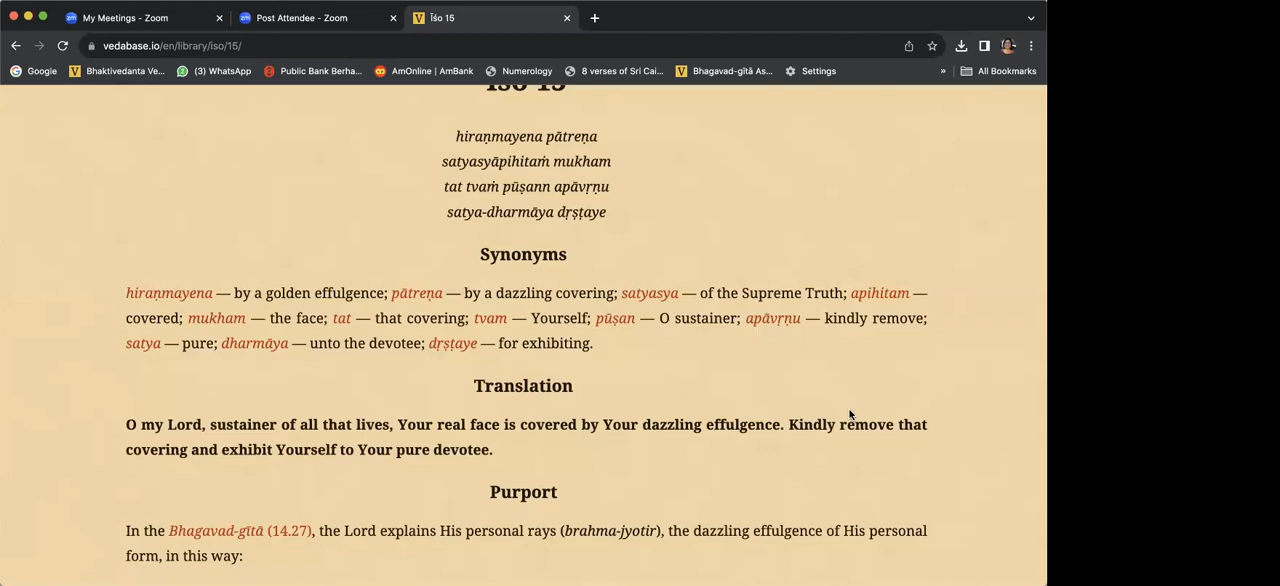 My Meetings - Zoom
Post Attendee - Zoom
Īśo 15
vedabase.io/en/library/iso/15/
Google
Bhaktivedanta Ve...
(3) WhatsApp
Public Bank Berha...
AmOnline | AmBank
Numerology
8 verses of Sri Cai...
Bhagavad-gītā As...
Settings
»
All Bookmarks
Īśo 15
hiraṇmayena pātreṇa
satyasyāpihitaṁ mukham
tat tvaṁ pūṣann apāvṛṇu
satya-dharmāya dṛṣṭaye
Synonyms
hiraṇmayena — by a golden effulgence; pātreṇa — by a dazzling covering; satyasya — of the Supreme Truth; apihitam —
covered; mukham — the face; tat — that covering; tvam — Yourself; pūṣan — O sustainer; apāvṛṇu — kindly remove;
satya — pure; dharmāya — unto the devotee; dṛṣṭaye — for exhibiting.
Translation
O my Lord, sustainer of all that lives, Your real face is covered by Your dazzling effulgence. Kindly remove that
covering and exhibit Yourself to Your pure devotee.
Purport
In the Bhagavad-gītā (14.27), the Lord explains His personal rays (brahma-jyotir), the dazzling effulgence of His personal
form, in this way: